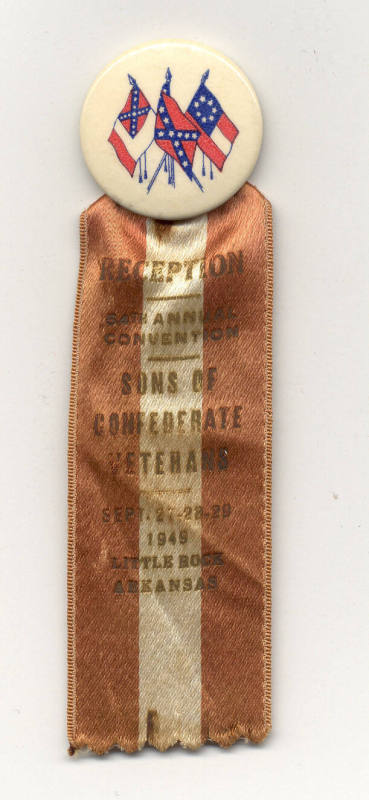 RECEPTION
54TH ANNUAL
CONVENTION
SONS OF
CONFEDERATE
VETERANS
SEPT. 27-28-29
1949
LITTLE ROCK
ARKANSAS